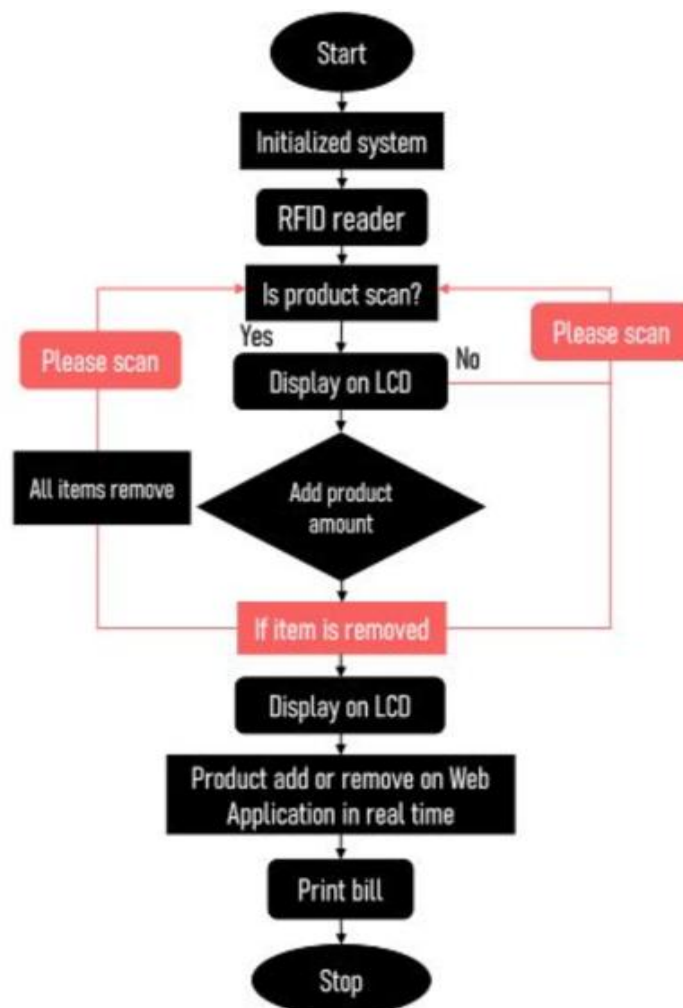 Start
Initialized system
RFID reader
Is product scan?
Yes
Please scan
Please scan
No
Display on LCD
All items remove
Add product
amount
If item is removed
Display on LCD
Product add or remove on Web
Application in real time
Print bill
Stop